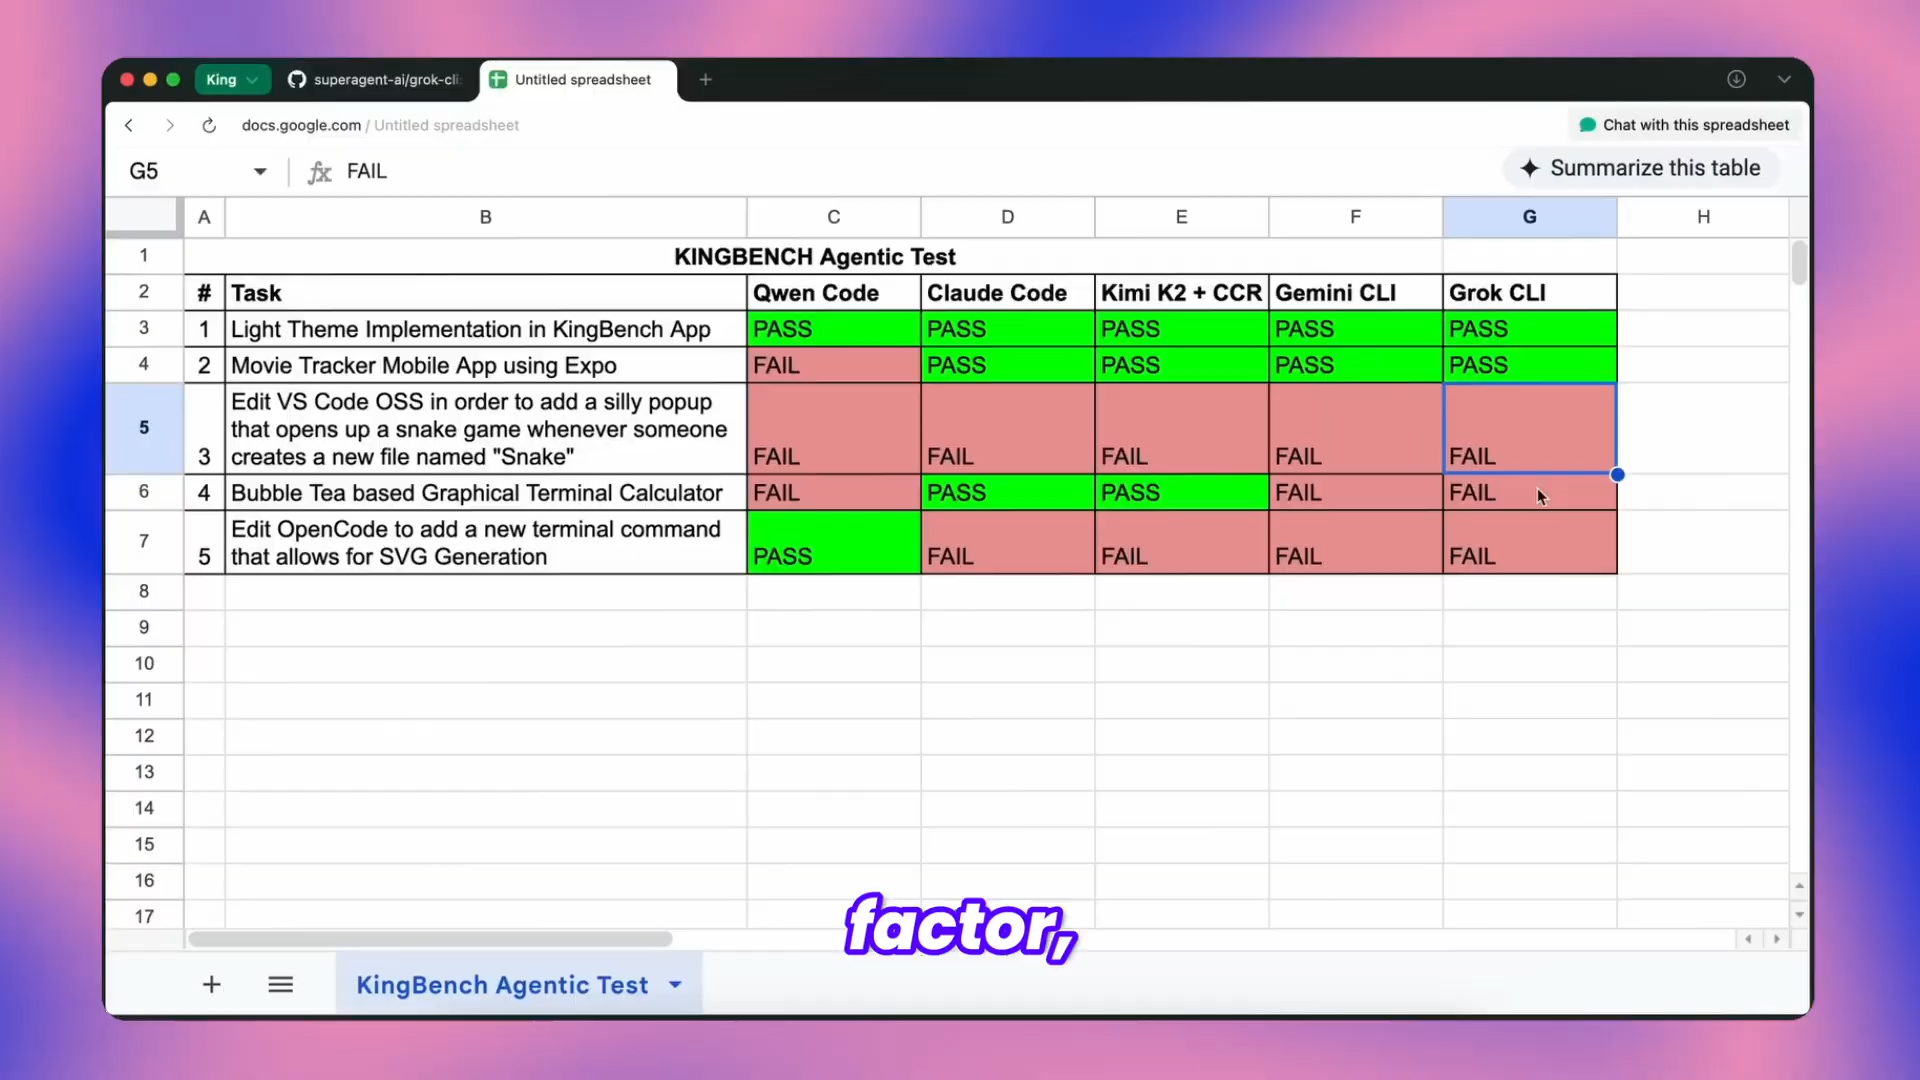 King
superagent-ai/grok-cli
Untitled spreadsheet
docs.google.com / Untitled spreadsheet
Chat with this spreadsheet
G5
fx FAIL
Summarize this table
A B C D E F G H
1 KINGBENCH Agentic Test
2 # Task Qwen Code Claude Code Kimi K2 + CCR Gemini CLI Grok CLI
3 1 Light Theme Implementation in KingBench App PASS PASS PASS PASS PASS
4 2 Movie Tracker Mobile App using Expo FAIL PASS PASS PASS PASS
Edit VS Code OSS in order to add a silly popup
5 that opens up a snake game whenever someone
3 creates a new file named "Snake" FAIL FAIL FAIL FAIL FAIL
6 4 Bubble Tea based Graphical Terminal Calculator FAIL PASS PASS FAIL FAIL
7 Edit OpenCode to add a new terminal command
5 that allows for SVG Generation PASS FAIL FAIL FAIL FAIL
8
9
10
11
12
13
14
15
16
17
factor,
KingBench Agentic Test